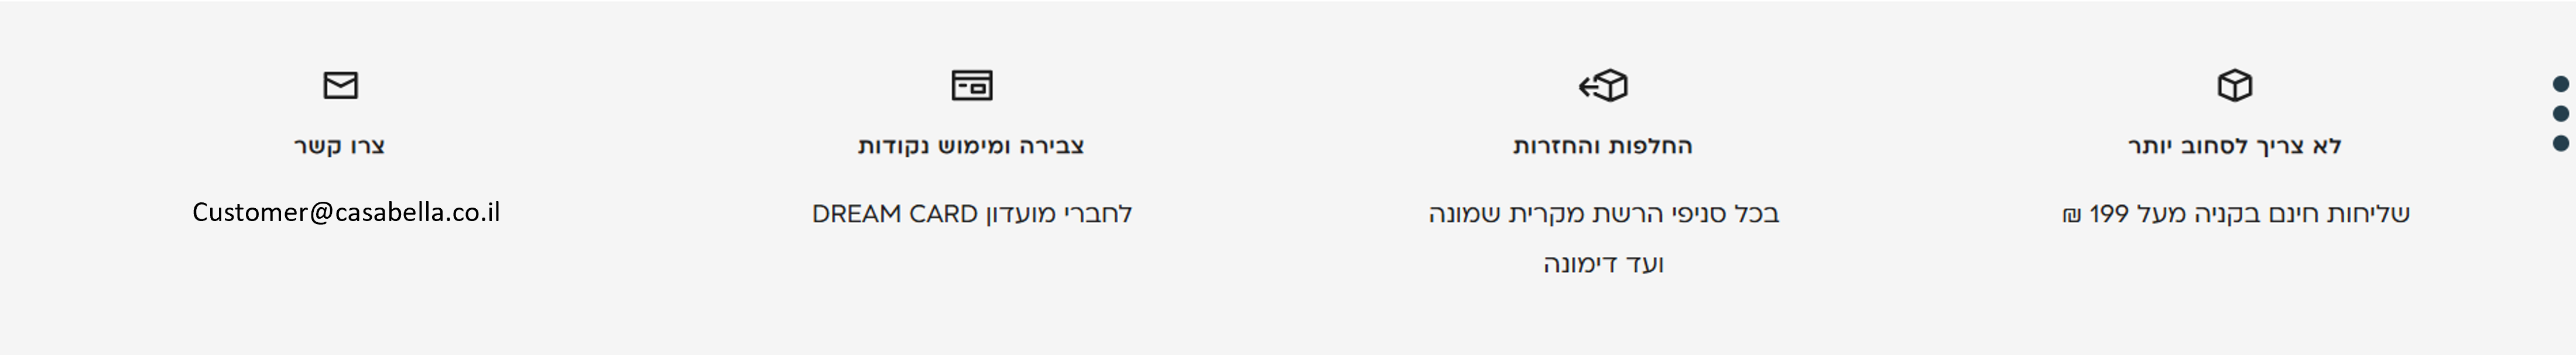 לא צריך לסחוב יותר
שליחות חינם בקניה מעל 199 ₪
החלפות והחזרות
בכל סניפי הרשת מקרית שמונה
ועד דימונה
צבירה ומימוש נקודות
לחברי מועדון DREAM CARD
צרו קשר
Customer@casabella.co.il